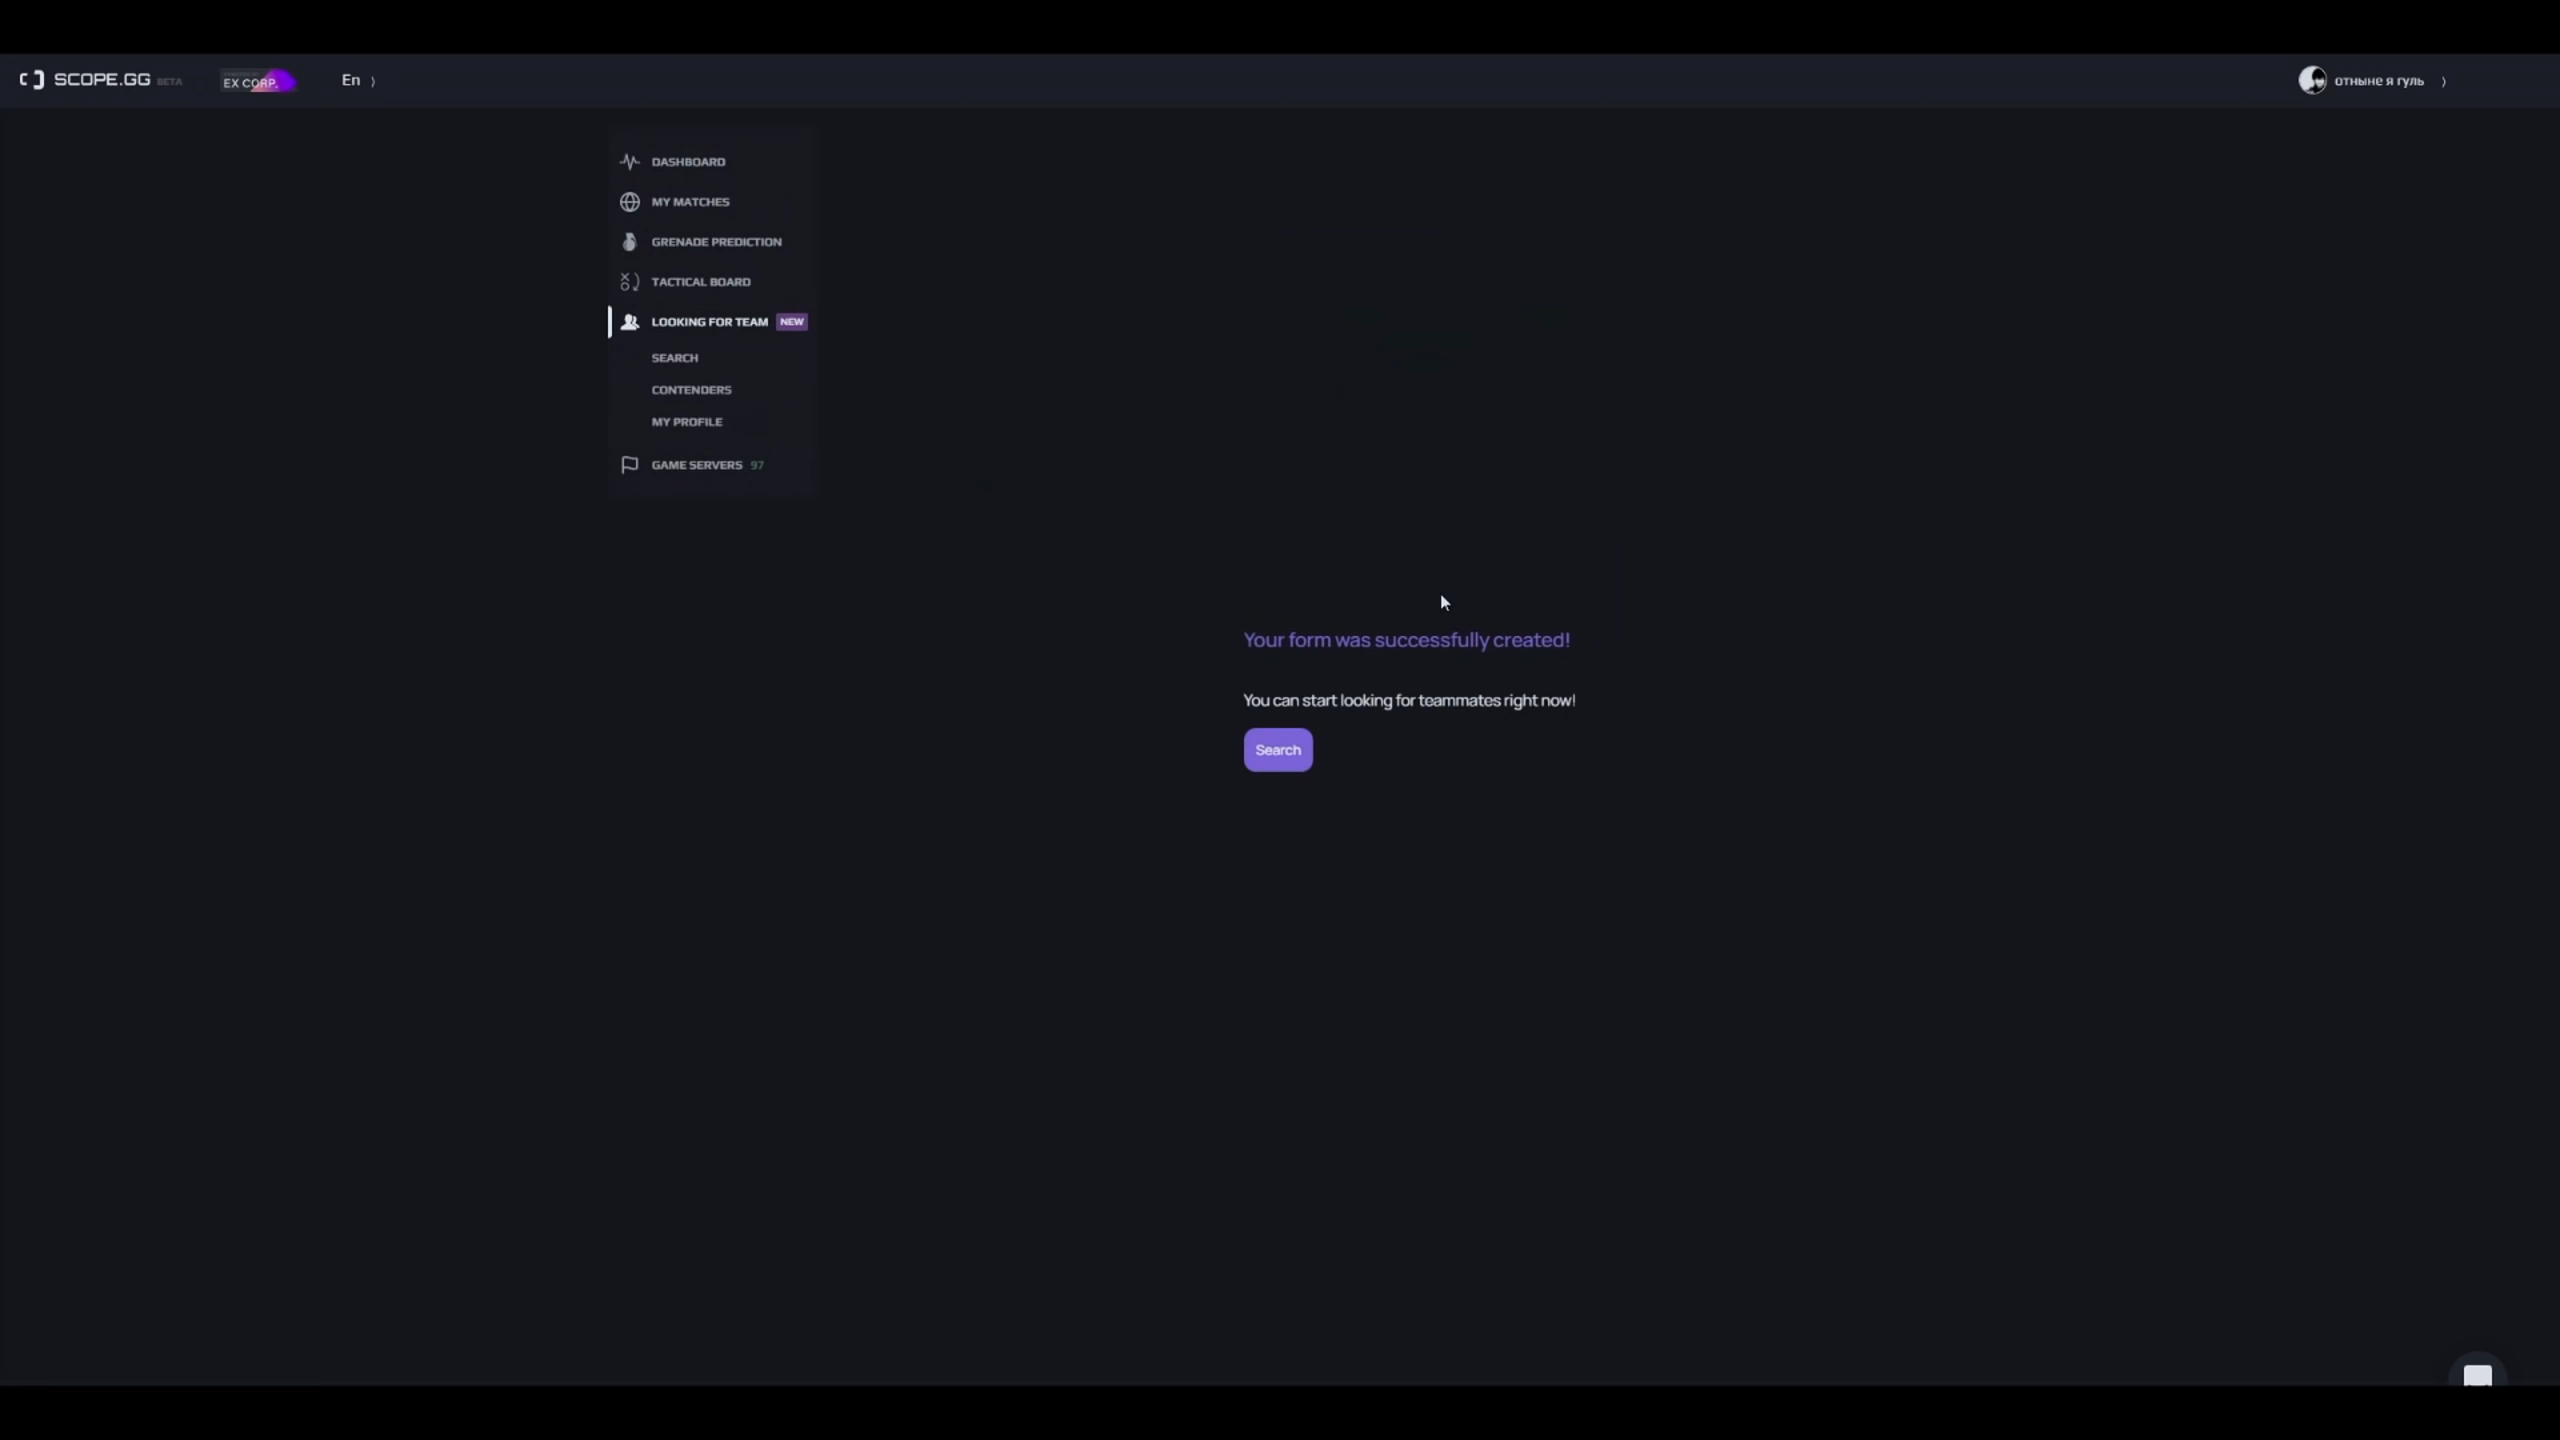 SCOPE.GG BETA
EX CORP.
En
отныне я гуль
DASHBOARD
MY MATCHES
GRENADE PREDICTION
TACTICAL BOARD
LOOKING FOR TEAM NEW
SEARCH
CONTENDERS
MY PROFILE
GAME SERVERS 97
Your form was successfully created!
You can start looking for teammates right now!
Search